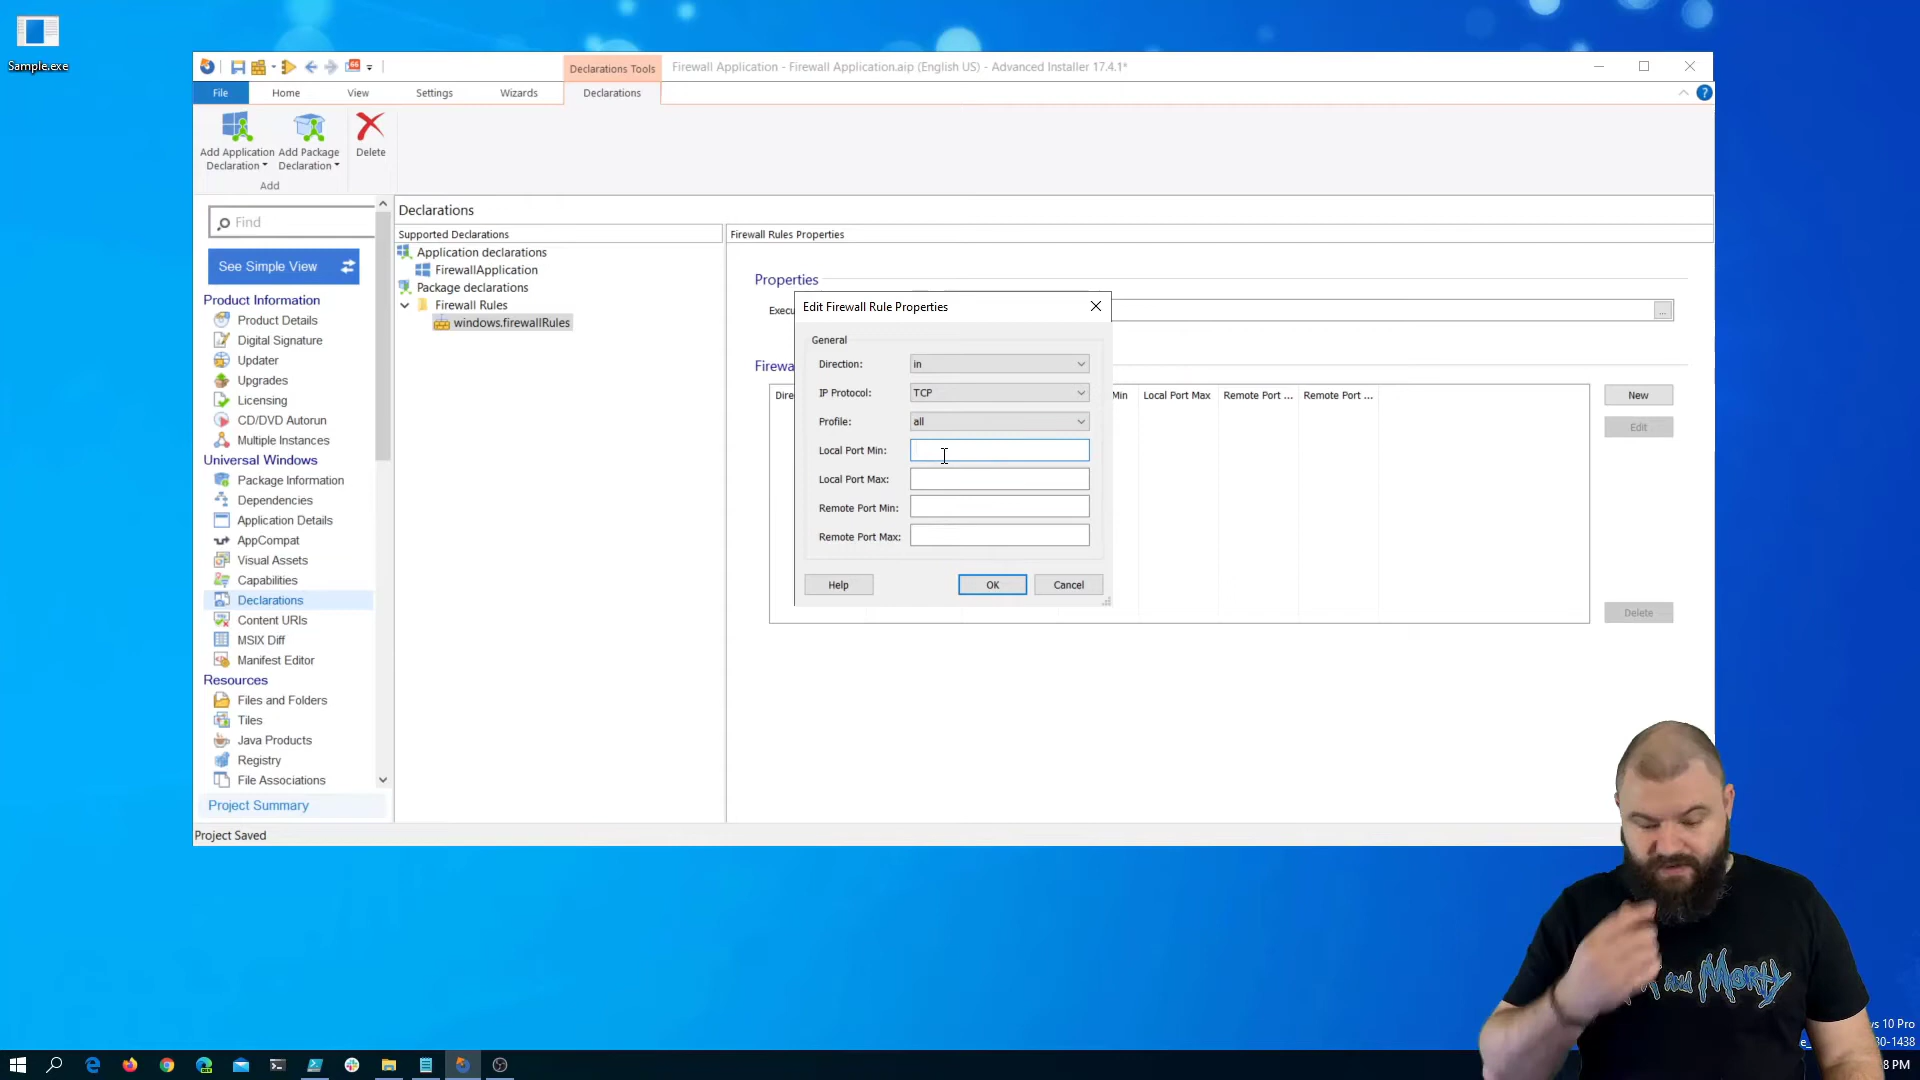 Sample.exe
66
Declarations Tools
Firewall Application - Firewall Application.aip (English US) - Advanced Installer 17.4.1*
File
Home
View
Settings
Wizards
Declarations
?
Add Application Declaration
Add Package Declaration
Delete
Add
Find
See Simple View
Product Information
Product Details
Digital Signature
Updater
Upgrades
Licensing
CD/DVD Autorun
Multiple Instances
Universal Windows
Package Information
Dependencies
Application Details
AppCompat
Visual Assets
Capabilities
Declarations
Content URIs
MSIX Diff
Manifest Editor
Resources
Files and Folders
Tiles
Java Products
Registry
File Associations
Project Summary
Project Saved
Declarations
Supported Declarations
Application declarations
FirewallApplication
Package declarations
Firewall Rules
windows.firewallRules
Firewall Rules Properties
Properties
Execu
...
Firewa
Dire
Min
Local Port Max
Remote Port ...
Remote Port ...
New
Edit
Delete
Edit Firewall Rule Properties
General
Direction:
in
IP Protocol:
TCP
Profile:
all
Local Port Min:
Local Port Max:
Remote Port Min:
Remote Port Max:
Help
OK
Cancel
and Morty
vs 10 Pro
30-1438
8 PM